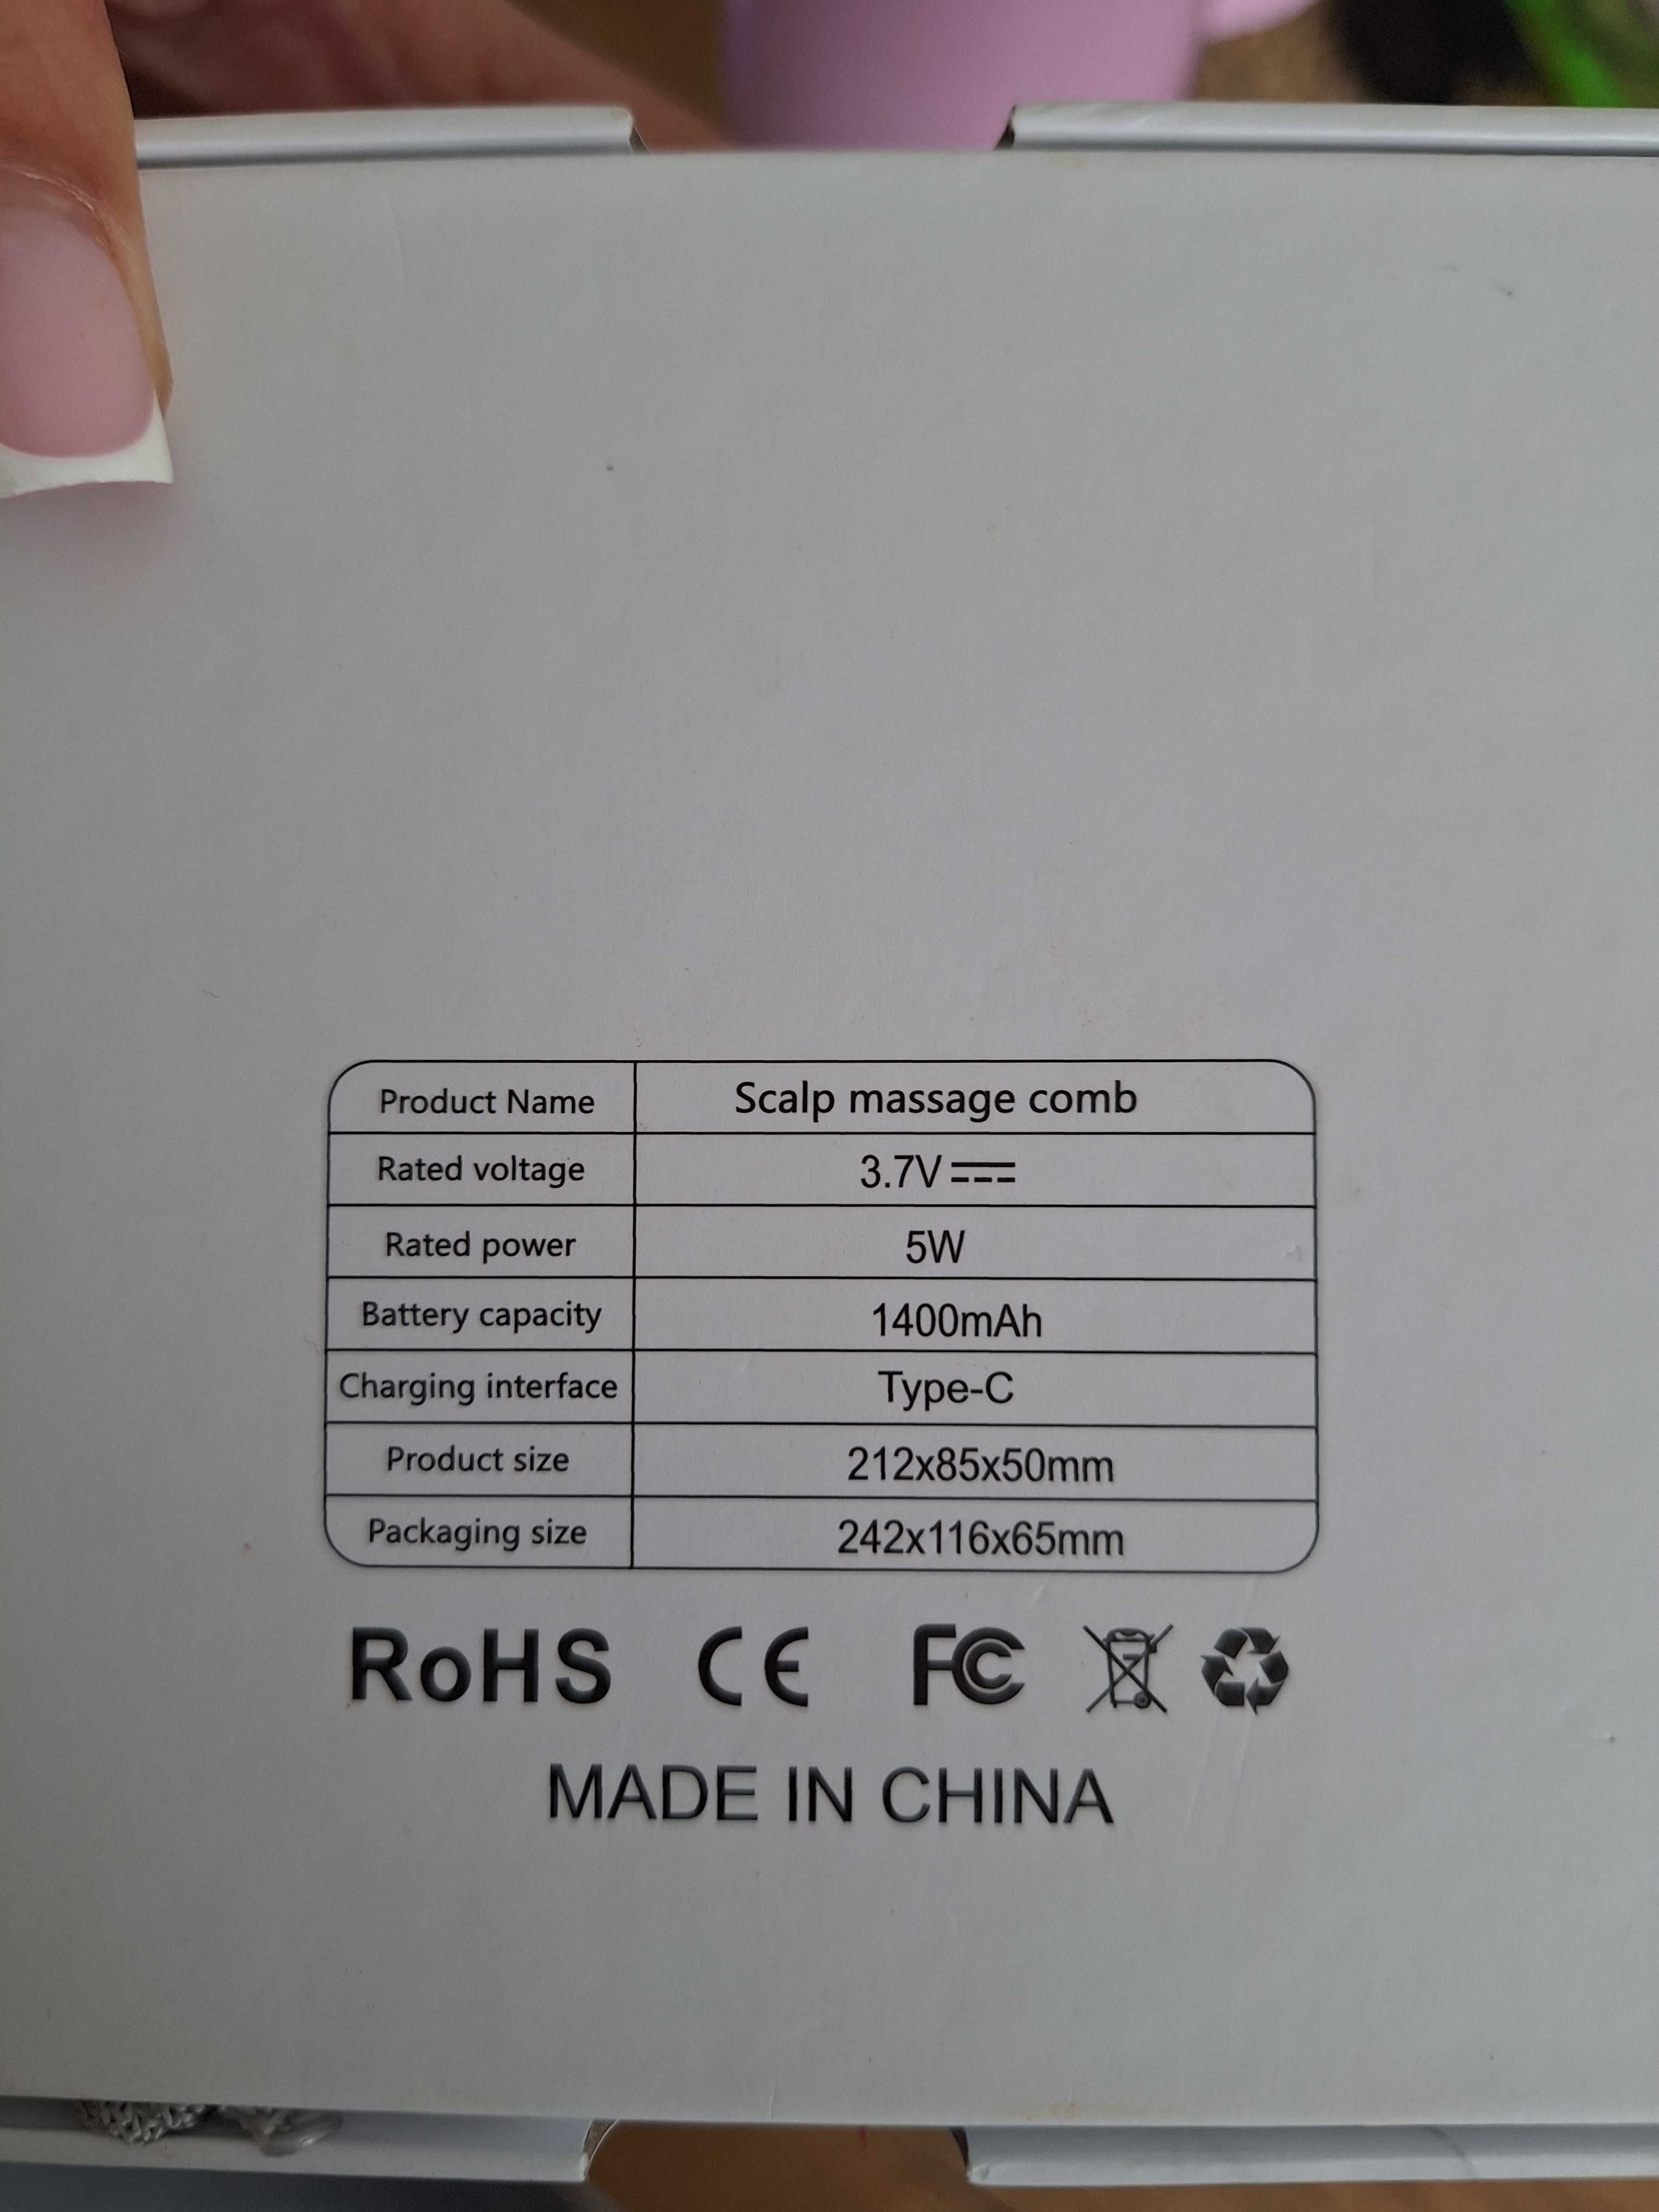 Product Name Scalp massage comb
Rated voltage 3.7V⎓
Rated power 5W
Battery capacity 1400mAh
Charging interface Type-C
Product size 212x85x50mm
Packaging size 242x116x65mm
RoHS CE FC
MADE IN CHINA